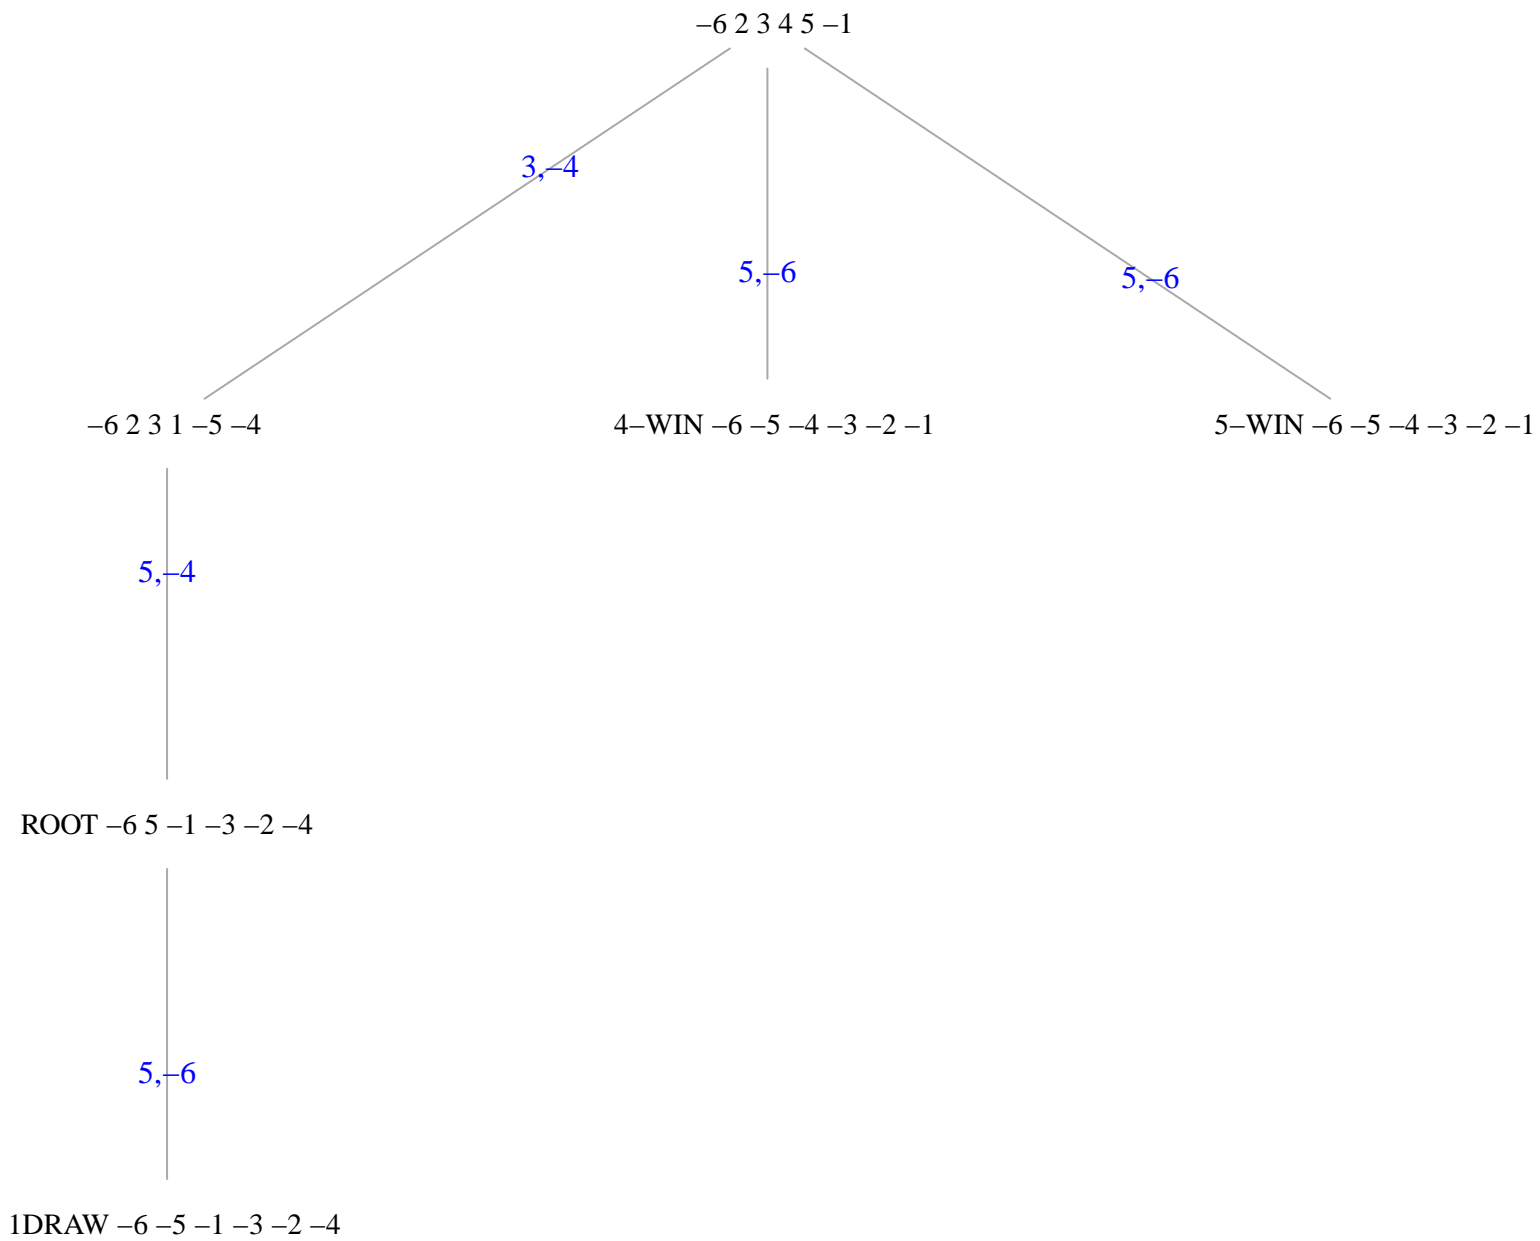 –6 2 3 4 5 –1
3,–4
5,–6
5,–6
–6 2 3 1 –5 –4
4–WIN –6 –5 –4 –3 –2 –1
5–WIN –6 –5 –4 –3 –2 –1
5,–4
ROOT –6 5 –1 –3 –2 –4
5,–6
1DRAW –6 –5 –1 –3 –2 –4